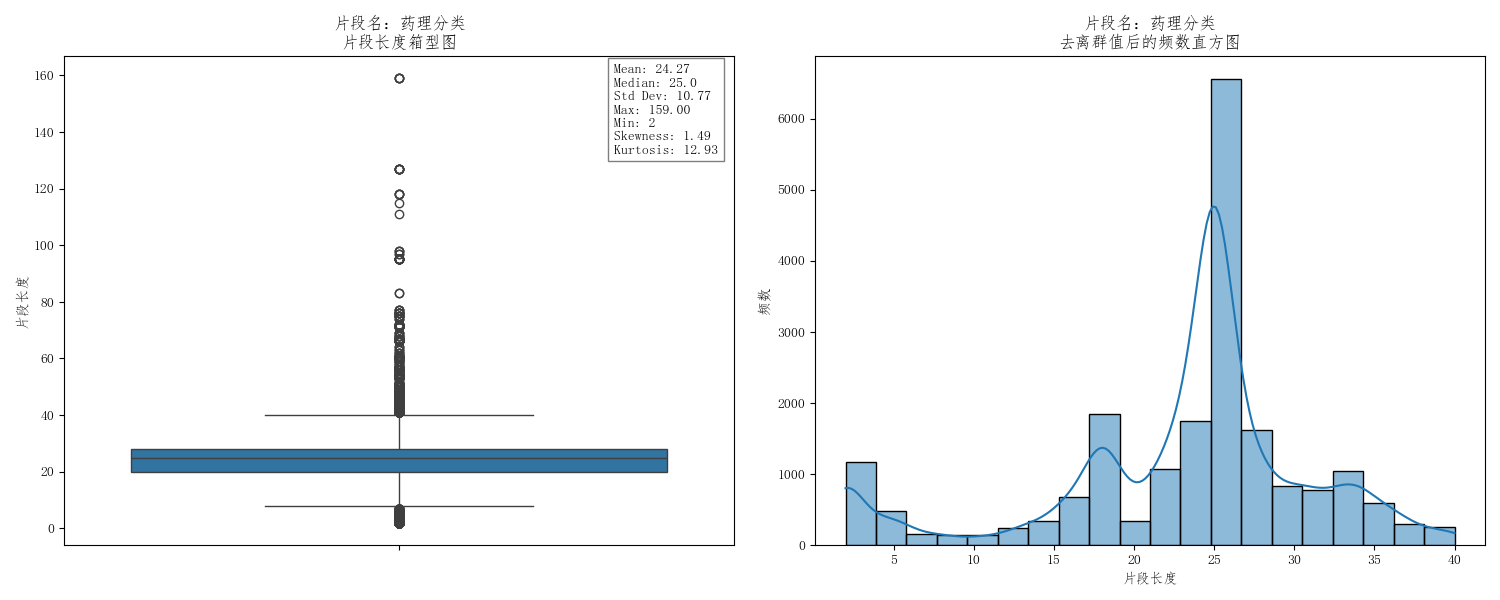 片段名: 药理分类
片段长度箱型图
160
140
120
100
80
60
40
20
0
片段长度
Mean: 24.27
Median: 25.0
Std Dev: 10.77
Max: 159.00
Min: 2
Skewness: 1.49
Kurtosis: 12.93
片段名: 药理分类
去离群值后的频数直方图
6000
5000
4000
3000
2000
1000
0
频数
5 10 15 20 25 30 35 40
片段长度